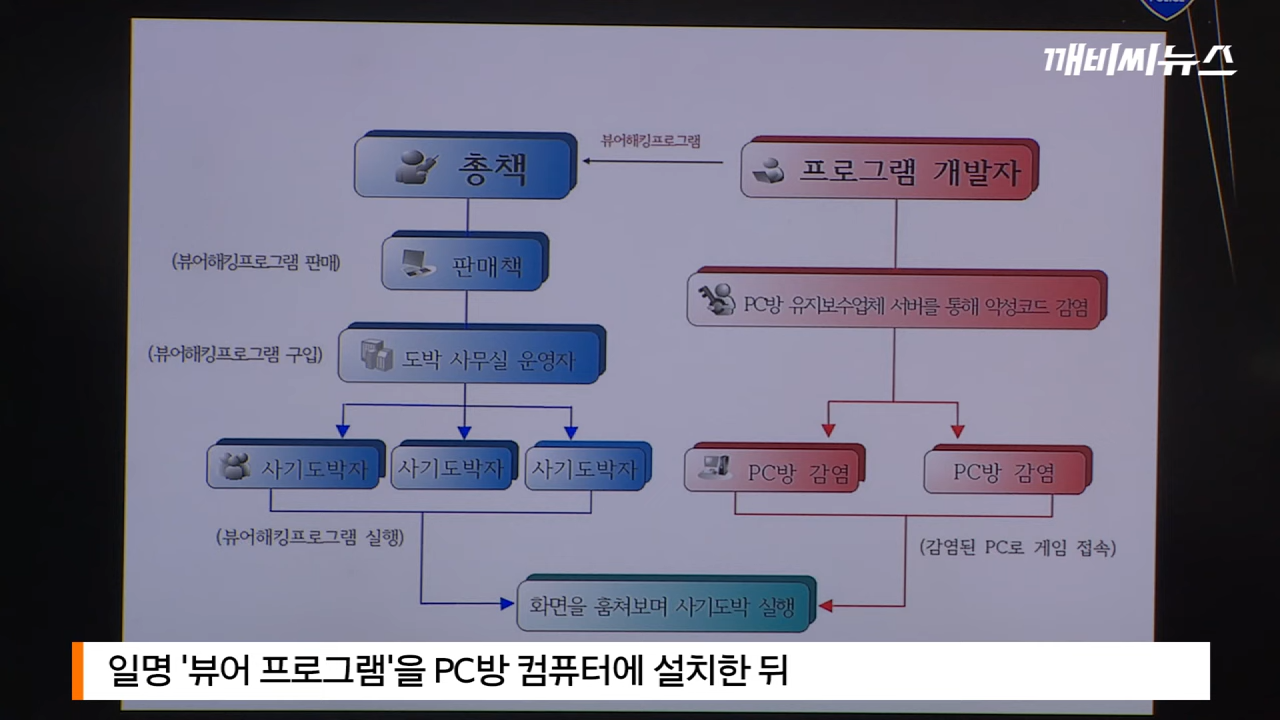 깨비씨뉴스
뷰어해킹프로그램
총책
프로그램 개발자
(뷰어해킹프로그램 판매)
판매책
PC방 유지보수업체 서버를 통해 악성코드 감염
(뷰어해킹프로그램 구입)
도박 사무실 운영자
사기도박자
사기도박자
사기도박자
PC방 감염
PC방 감염
(뷰어해킹프로그램 실행)
(감염된 PC로 게임 접속)
화면을 훔쳐보며 사기도박 실행
일명 '뷰어 프로그램'을 PC방 컴퓨터에 설치한 뒤